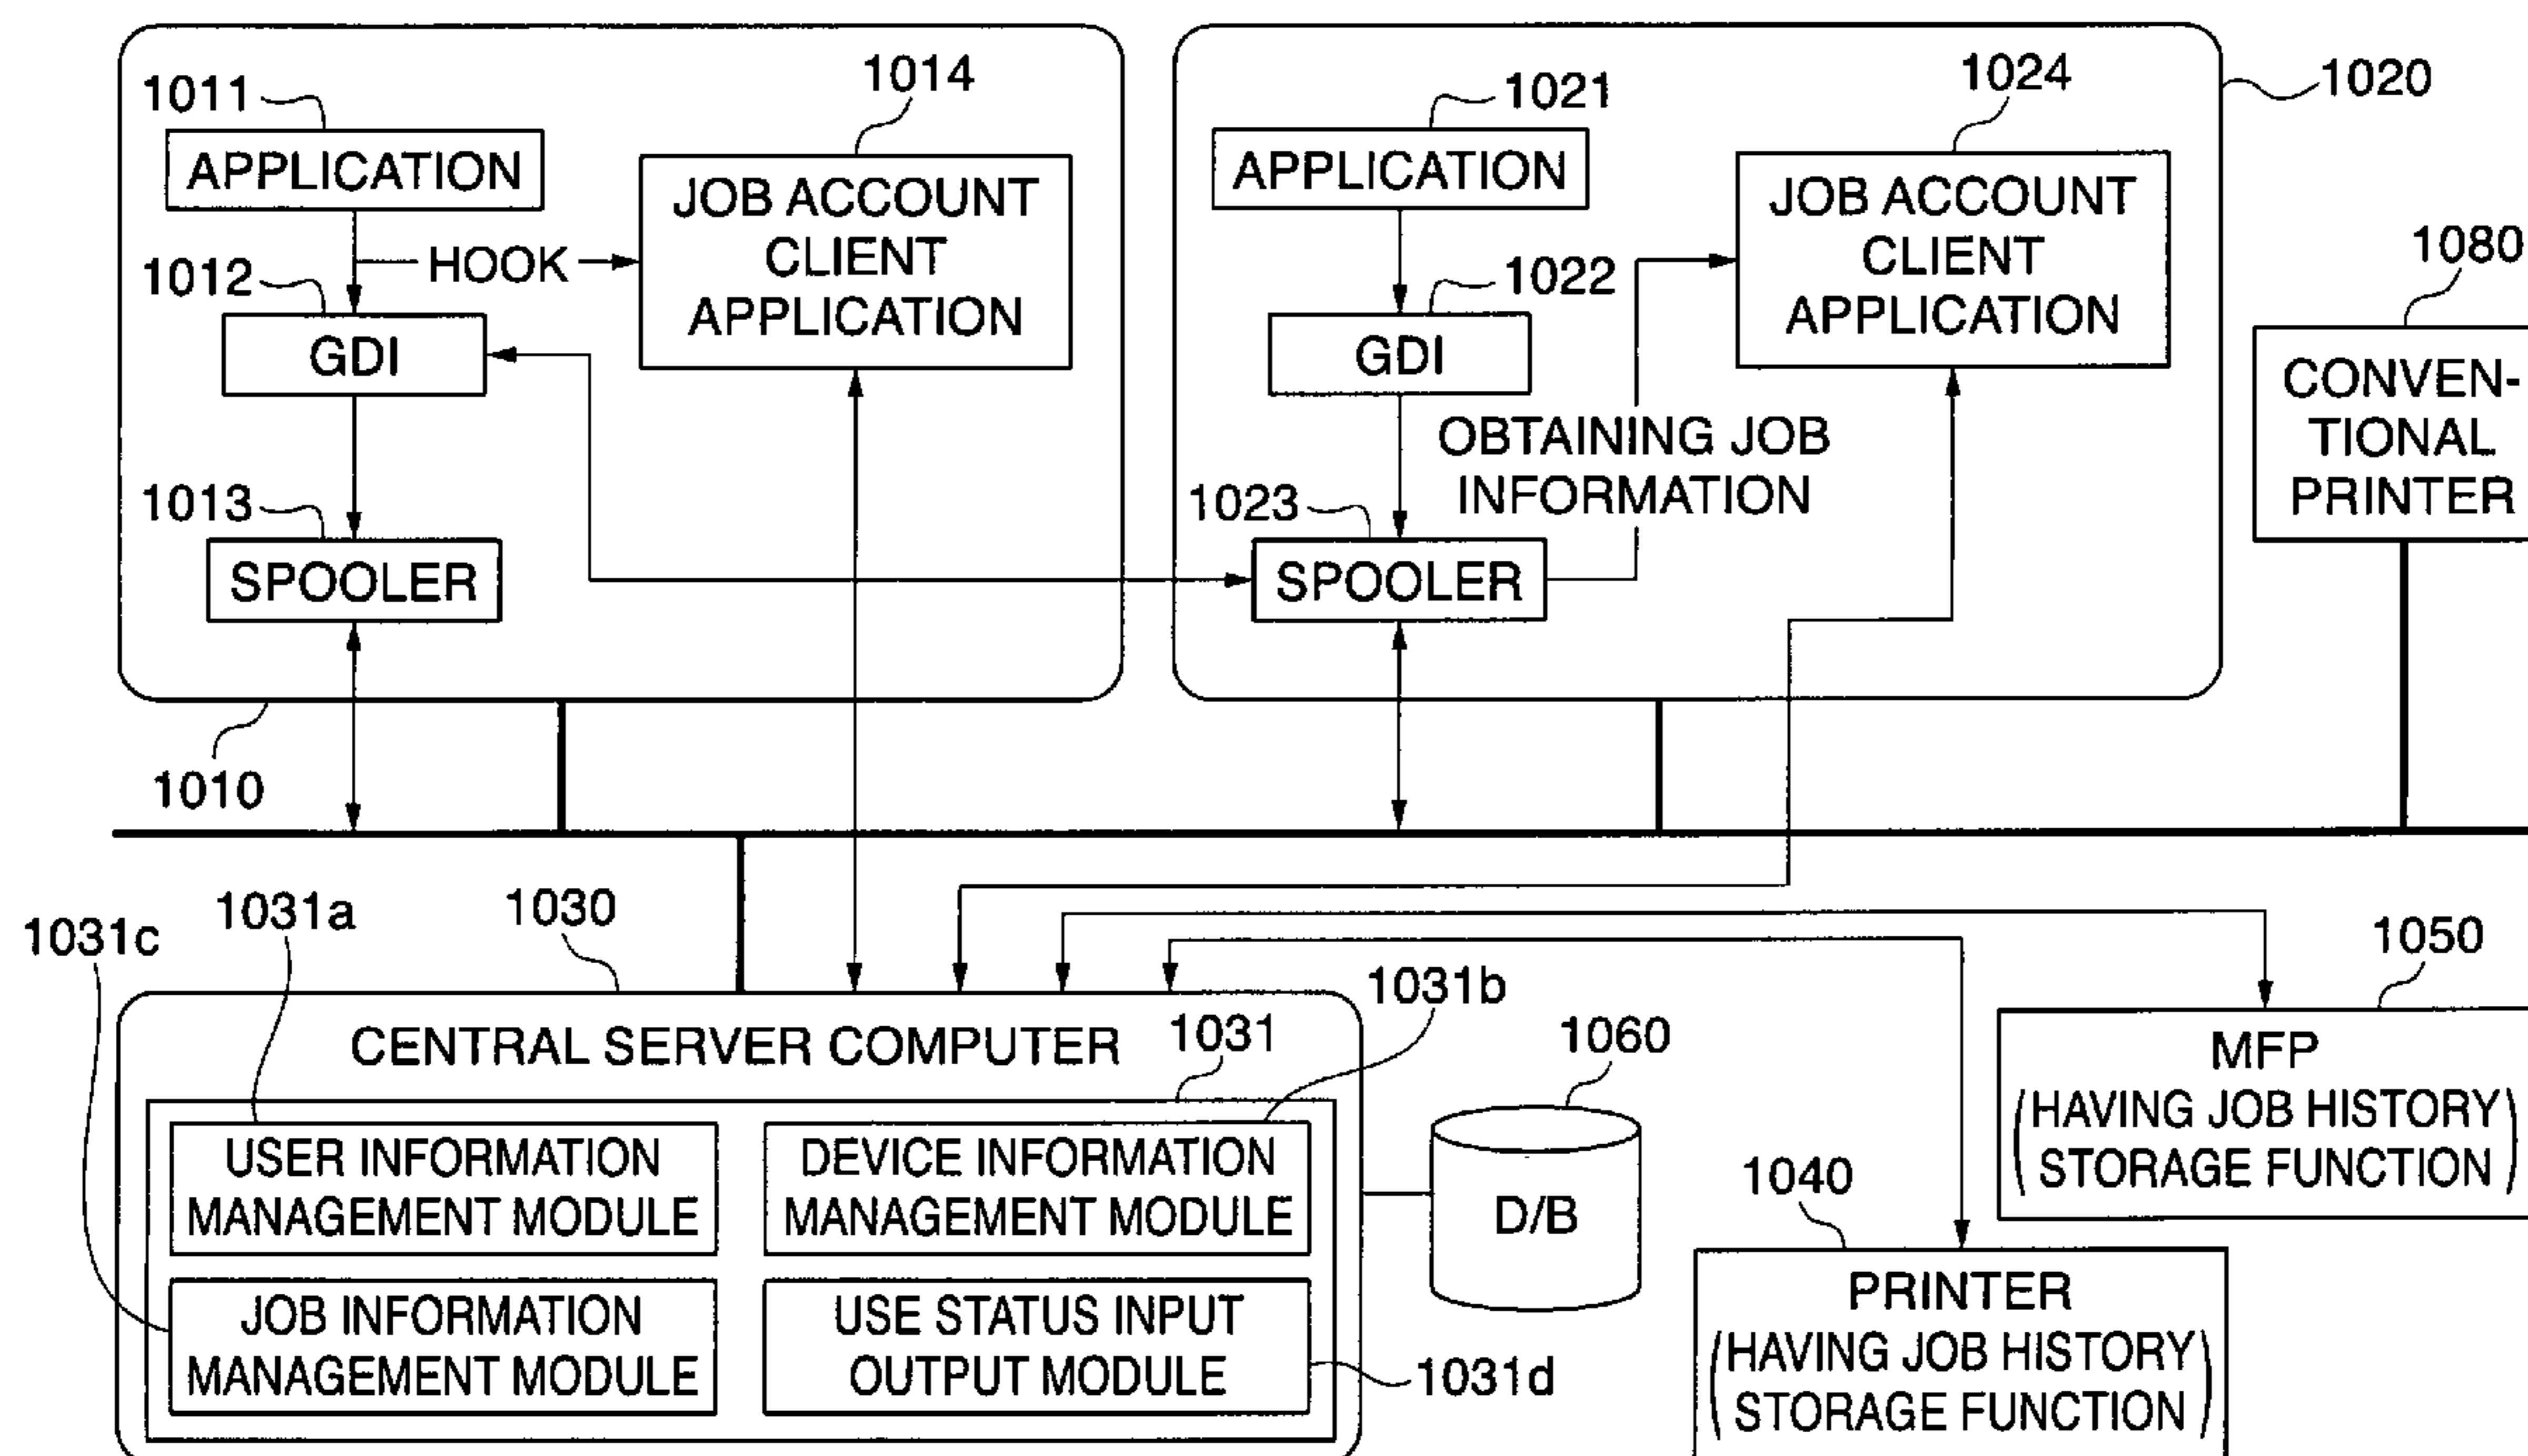 1011
APPLICATION
1012
HOOK
GDI
1013
SPOOLER
1014
JOB ACCOUNT
CLIENT
APPLICATION
1010
1021
APPLICATION
1022
GDI
OBTAINING JOB
INFORMATION
1023
SPOOLER
1024
JOB ACCOUNT
CLIENT
APPLICATION
1020
1080
CONVEN-
TIONAL
PRINTER
1031c
1031a
1030
CENTRAL SERVER COMPUTER
1031
1031b
USER INFORMATION
MANAGEMENT MODULE
DEVICE INFORMATION
MANAGEMENT MODULE
JOB INFORMATION
MANAGEMENT MODULE
USE STATUS INPUT
OUTPUT MODULE
1031d
1060
D/B
1050
MFP
(HAVING JOB HISTORY
STORAGE FUNCTION)
1040
PRINTER
(HAVING JOB HISTORY
STORAGE FUNCTION)